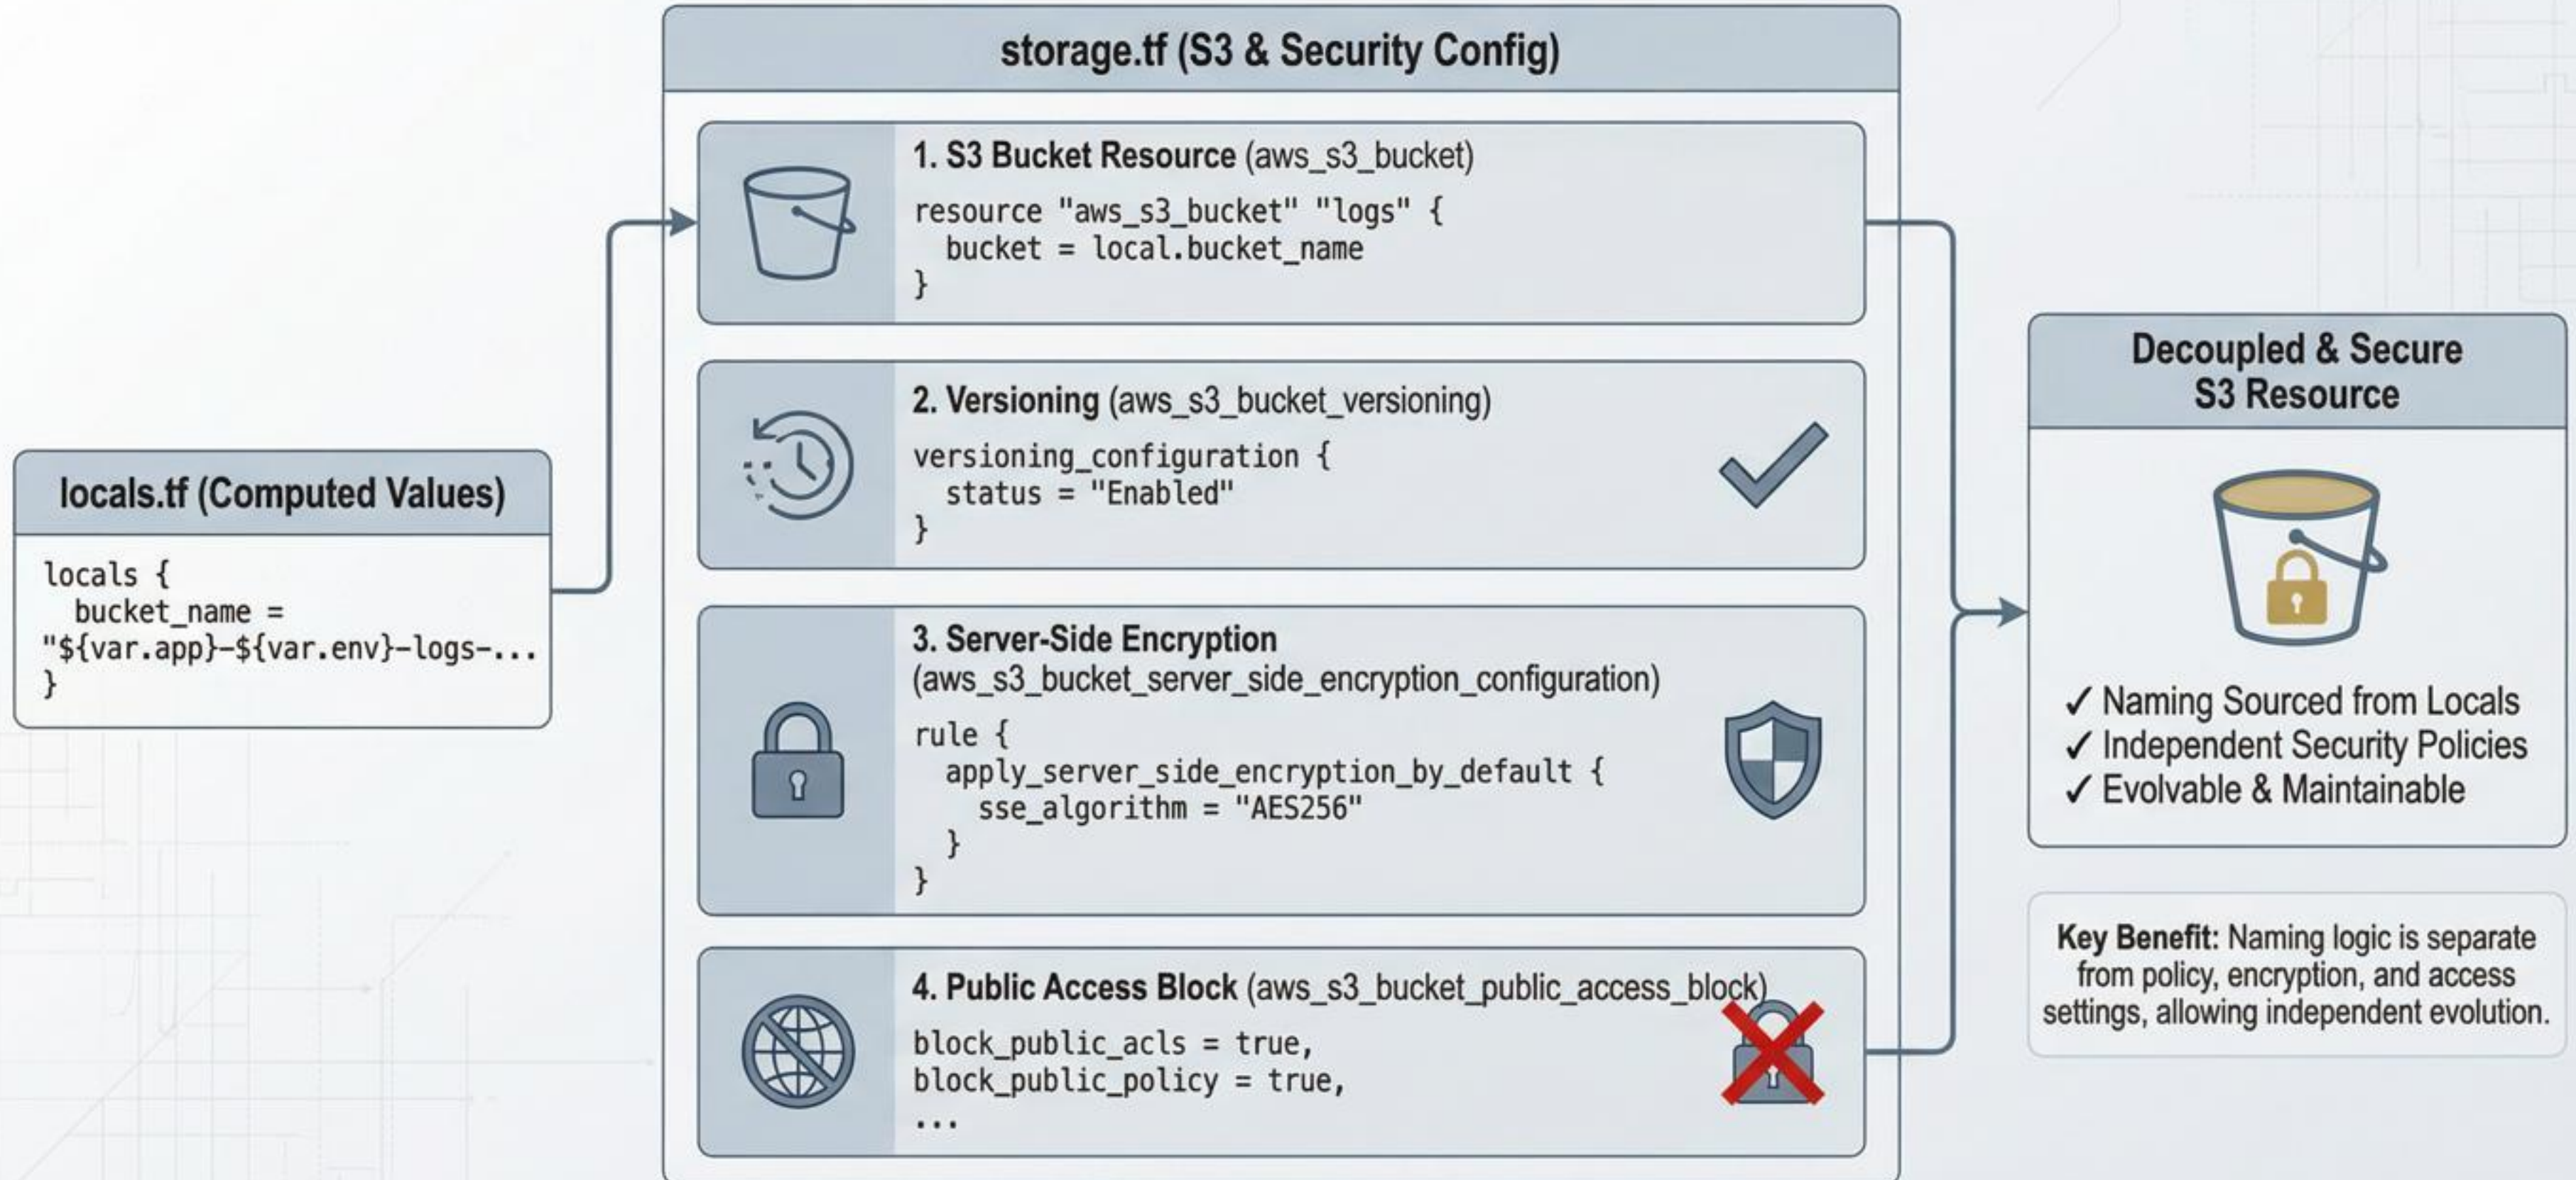 storage.tf (S3 & Security Config)
1. S3 Bucket Resource (aws_s3_bucket)
resource "aws_s3_bucket" "logs" {
  bucket = local.bucket_name
}
2. Versioning (aws_s3_bucket_versioning)
versioning_configuration {
  status = "Enabled"
}
3. Server-Side Encryption
(aws_s3_bucket_server_side_encryption_configuration)
rule {
  apply_server_side_encryption_by_default {
    sse_algorithm = "AES256"
  }
}
4. Public Access Block (aws_s3_bucket_public_access_block)
block_public_acls = true,
block_public_policy = true,
...
locals.tf (Computed Values)
locals {
  bucket_name =
"${var.app}-${var.env}-logs-...
}
Decoupled & Secure
S3 Resource
✓ Naming Sourced from Locals
✓ Independent Security Policies
✓ Evolvable & Maintainable
Key Benefit: Naming logic is separate
from policy, encryption, and access
settings, allowing independent evolution.